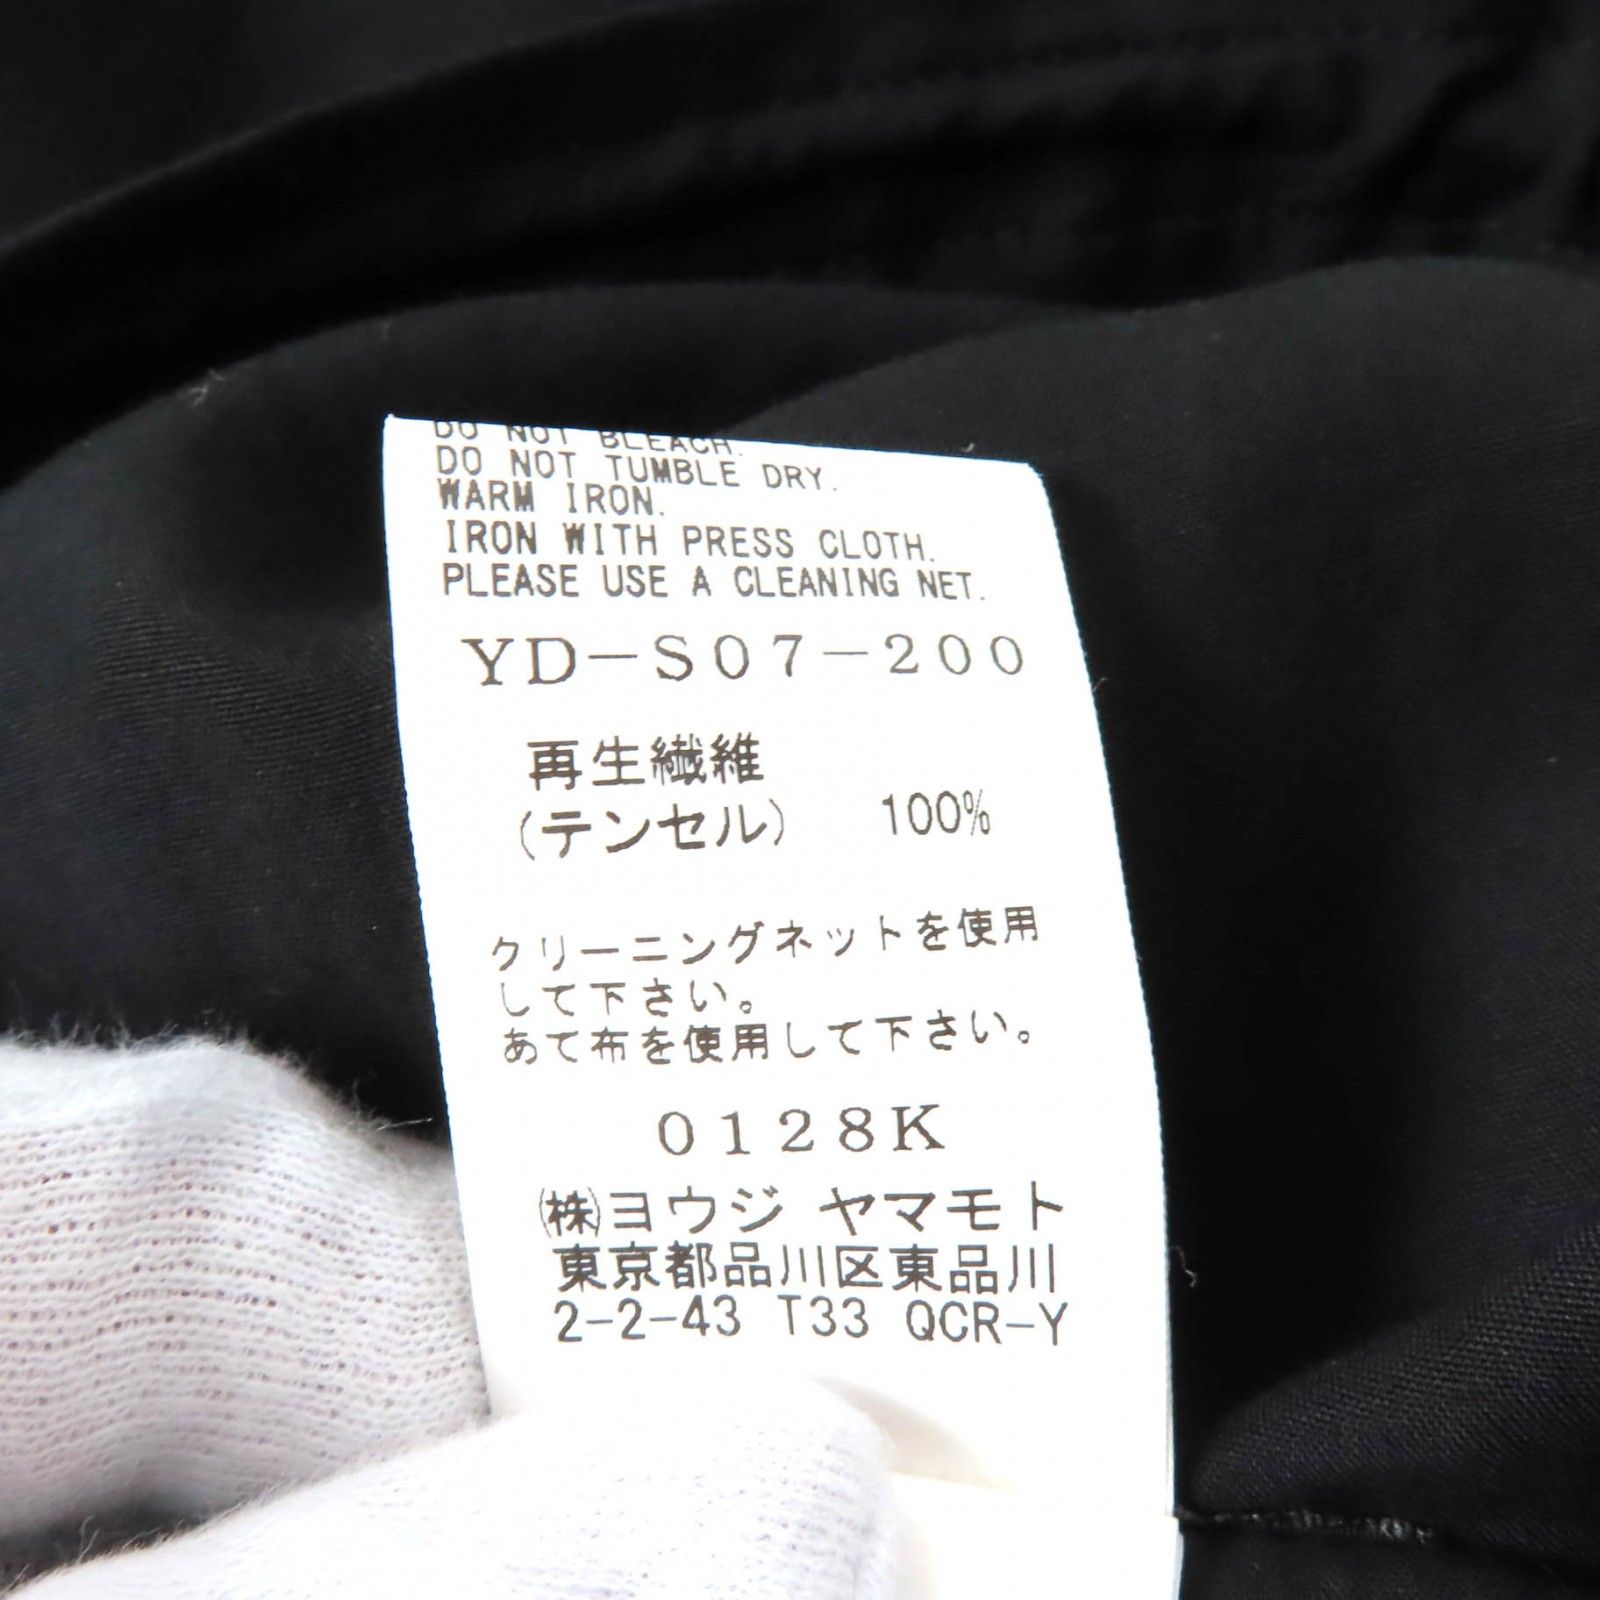 DO NOT BLEACH.
DO NOT TUMBLE DRY.
WARM IRON.
IRON WITH PRESS CLOTH.
PLEASE USE A CLEANING NET.
YD-S07-200
再生繊維
(テンセル) 100%
クリーニングネットを使用
して下さい。
あて布を使用して下さい。
0128K
㈱ヨウジ ヤマモト
東京都品川区東品川
2-2-43 T33 QCR-Y